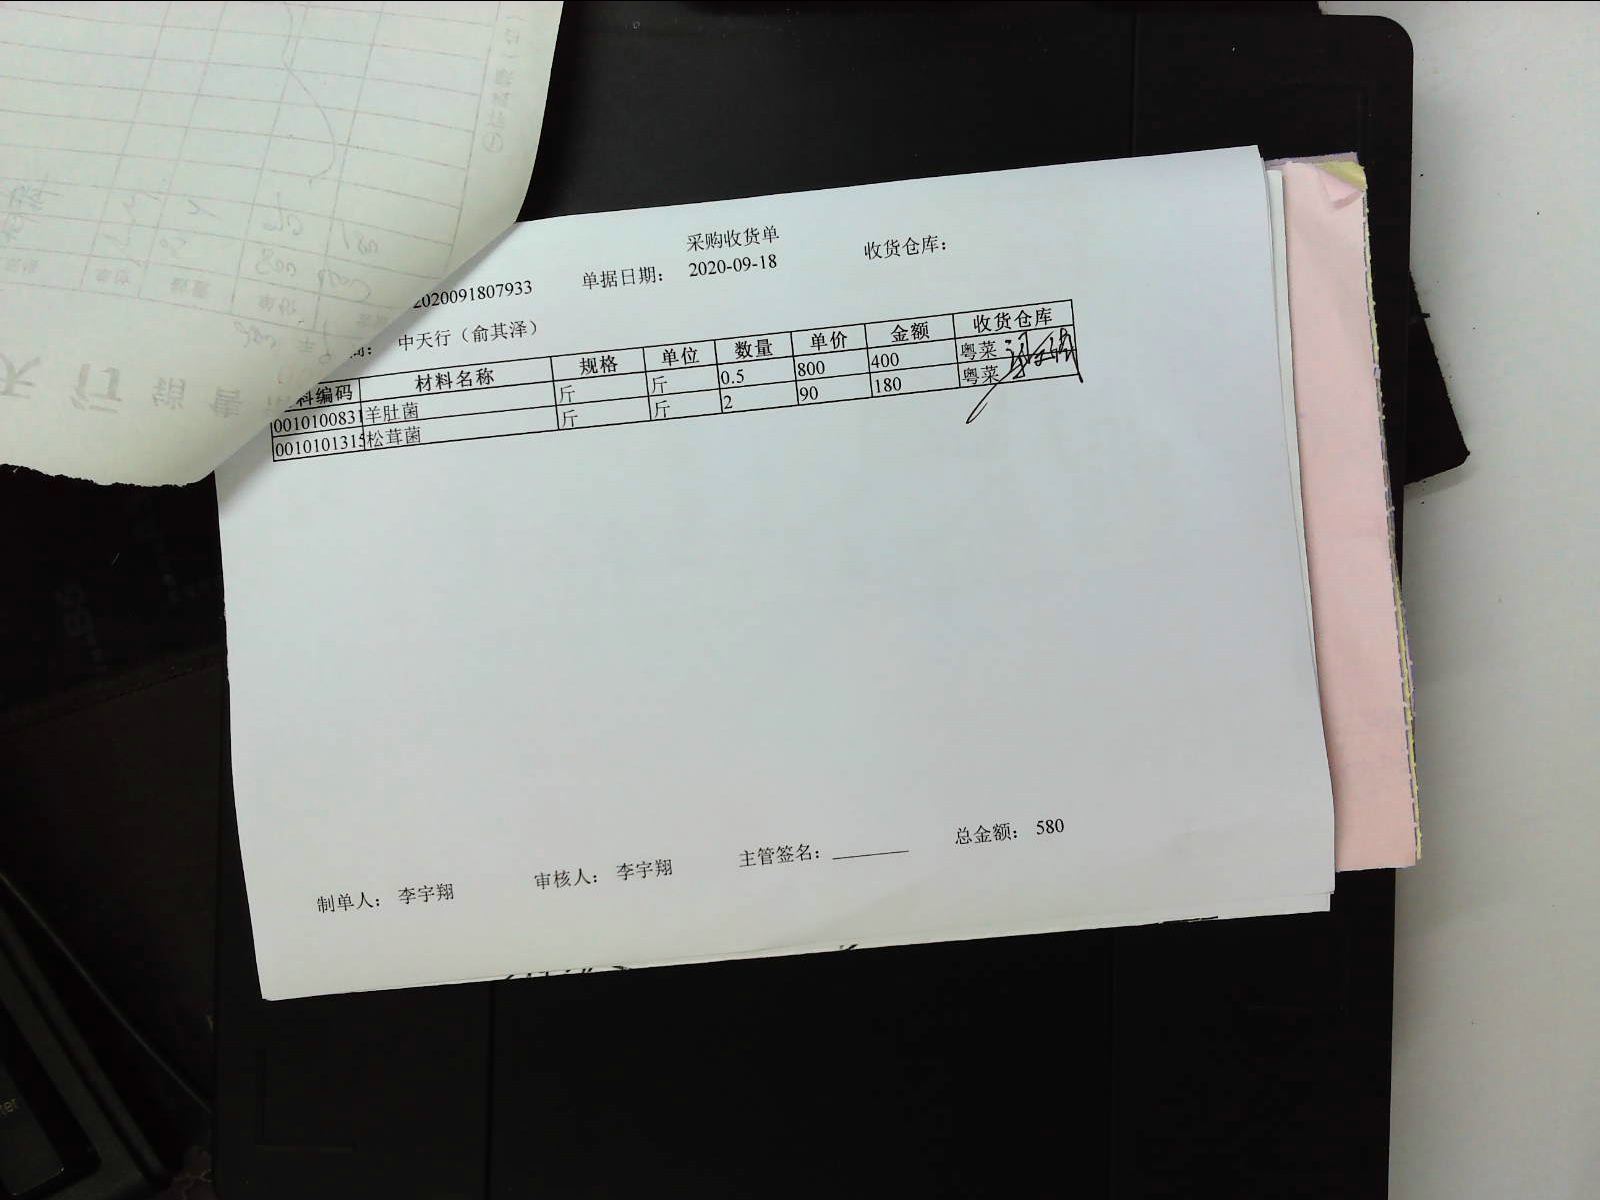 采购收货单
2020091807933 单据日期： 2020-09-18 收货仓库：
中天行（俞其泽）
料编码 材料名称 规格 单位 数量 单价 金额 收货仓库
0010100831 羊肚菌 斤 斤 0.5 800 400 粤菜
0010101315 松茸菌 斤 斤 2 90 180 粤菜
制单人： 李宇翔 审核人： 李宇翔 主管签名： 总金额： 580